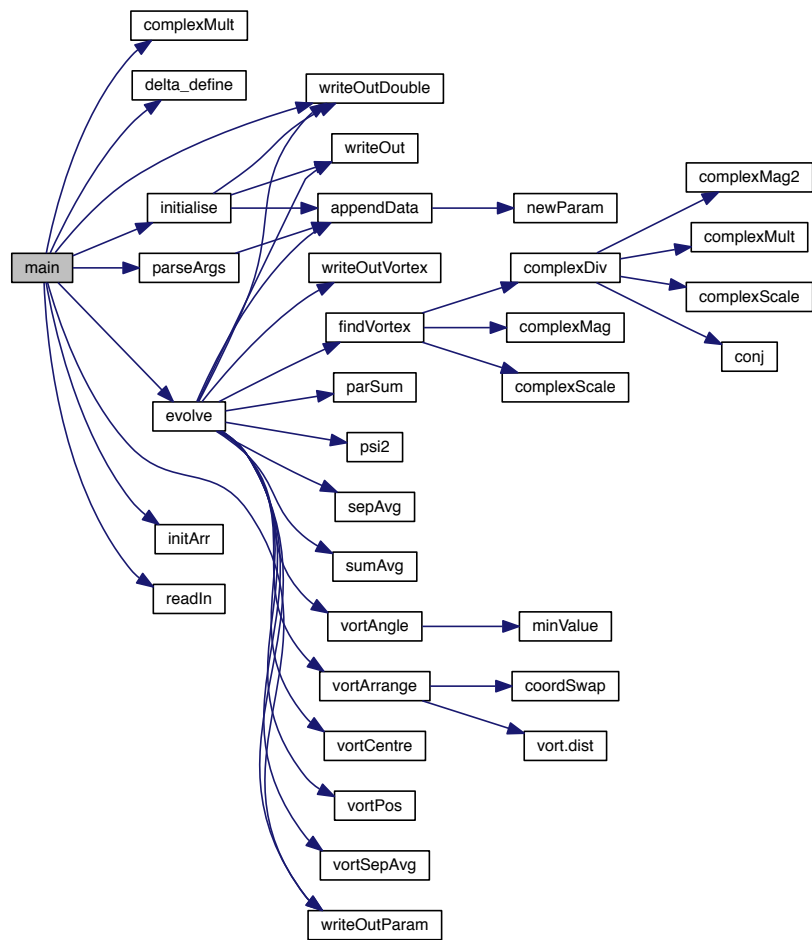 complexMult
delta_define
writeOutDouble
writeOut
complexMag2
initialise
appendData
newParam
complexMult
main
parseArgs
writeOutVortex
complexDiv
complexScale
findVortex
complexMag
conj
parSum
complexScale
evolve
psi2
sepAvg
initArr
sumAvg
readIn
vortAngle
minValue
vortArrange
coordSwap
vortCentre
vort.dist
vortPos
vortSepAvg
writeOutParam